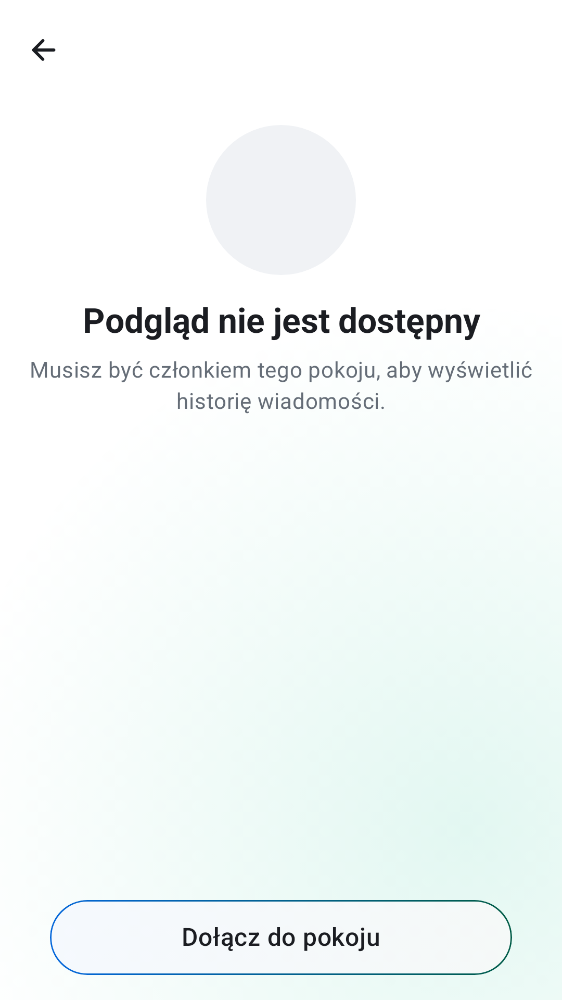 Podgląd nie jest dostępny
Musisz być członkiem tego pokoju, aby wyświetlić
historię wiadomości.
Dołącz do pokoju